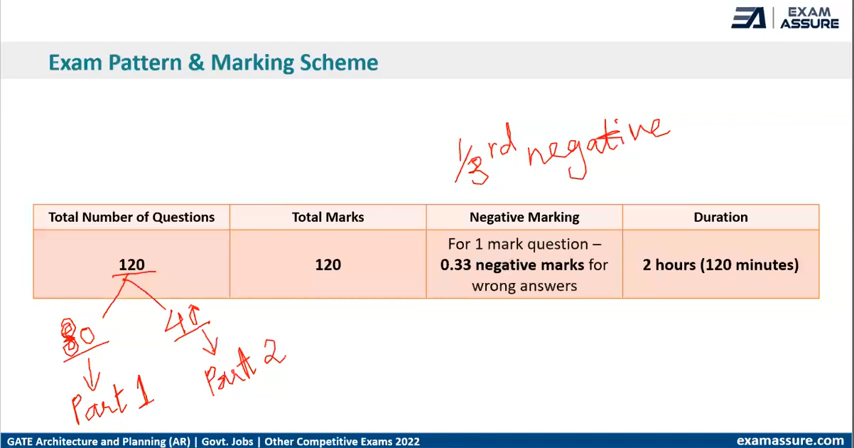 EXAM
ASSURE
Exam Pattern & Marking Scheme
1/3rd negative
Total Number of Questions
Total Marks
Negative Marking
Duration
120
120
For 1 mark question –
0.33 negative marks for
wrong answers
2 hours (120 minutes)
80
Part 1
Part 2
GATE Architecture and Planning (AR) | Govt. Jobs | Other Competitive Exams 2022
examassure.com